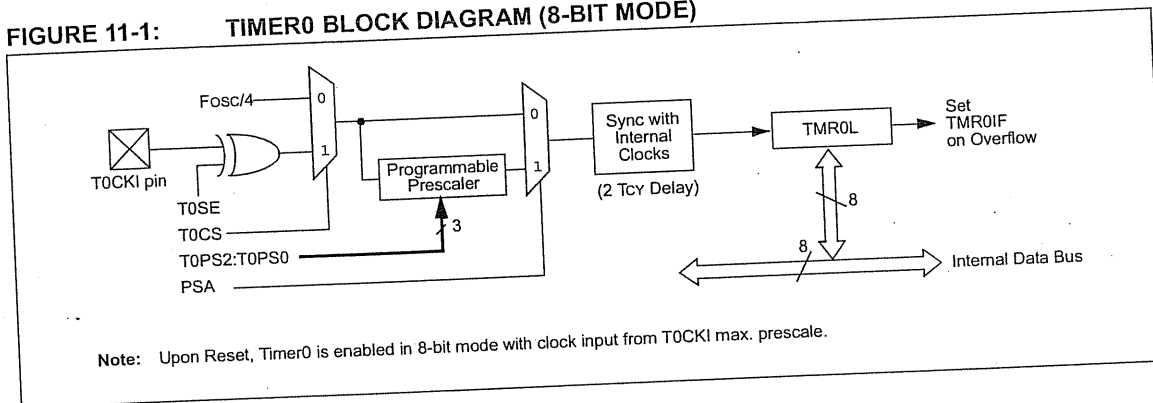 FIGURE 11-1: TIMER0 BLOCK DIAGRAM (8-BIT MODE)
FOSC/4
0
1
T0CKI pin
T0SE
T0CS
T0PS2:T0PS0
PSA
Programmable
Prescaler
3
0
1
Sync with
Internal
Clocks
(2 TCY Delay)
TMR0L
Set
TMR0IF
on Overflow
8
8
Internal Data Bus
Note: Upon Reset, Timer0 is enabled in 8-bit mode with clock input from T0CKI max. prescale.